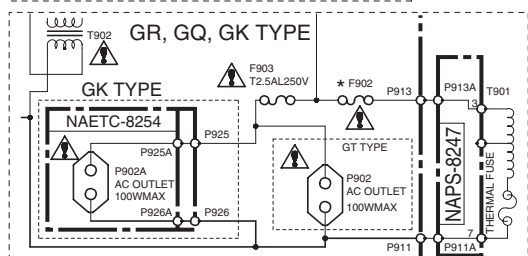 T902
GR, GQ, GK TYPE
F903
T2.5AL250V
* F902
P913
P913A
T901
3
GK TYPE
NAETC-8254
P925
P925A
P902A
AC OUTLET
100WMAX
P926A
P926
GT TYPE
P902
AC OUTLET
100WMAX
NAPS-8247
THERMAL FUSE
7
P911
P911A